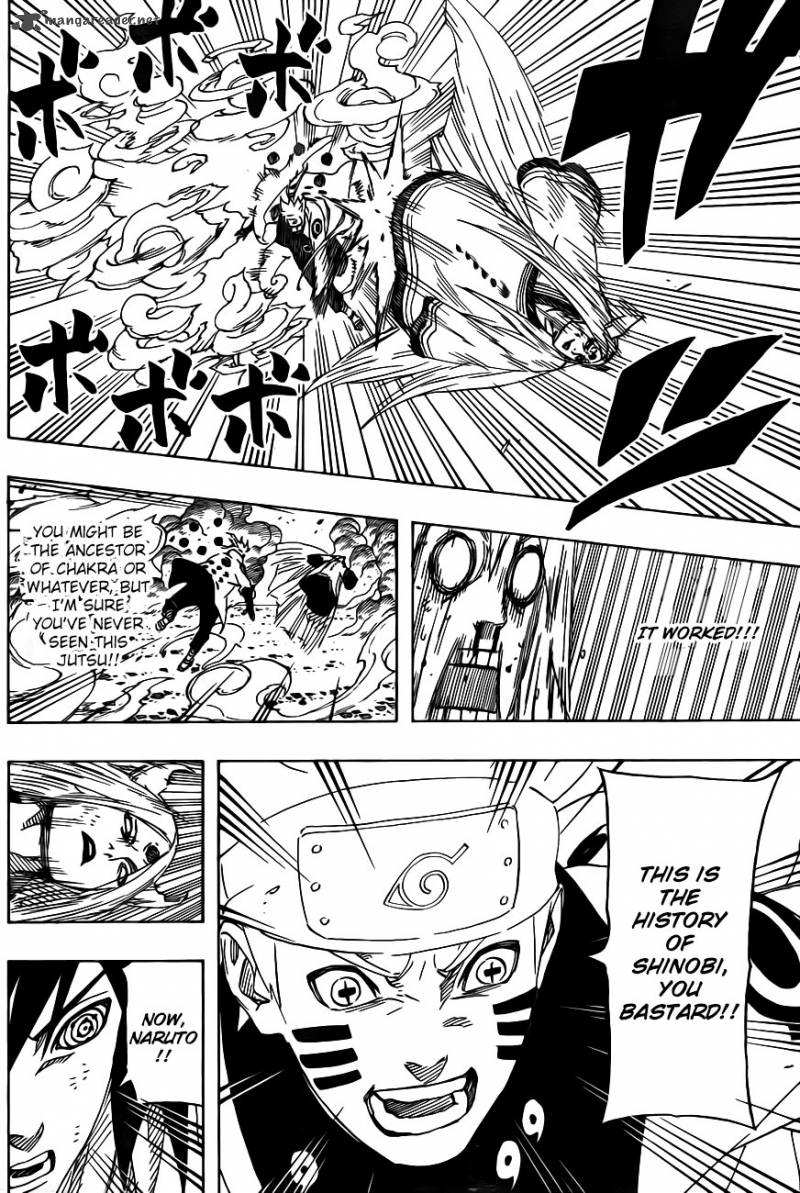 mangareader.net
ボ
ボ
ボ
ボ
ボ
ボ
ボ
ガ
ッ
IT WORKED!!!
YOU MIGHT BE
THE ANCESTOR
OF CHAKRA OR
WHATEVER, BUT
I'M SURE
YOU'VE NEVER
SEEN THIS
JUTSU!!
THIS IS
THE
HISTORY
OF
SHINOBI,
YOU
BASTARD!!
NOW,
NARUTO
!!